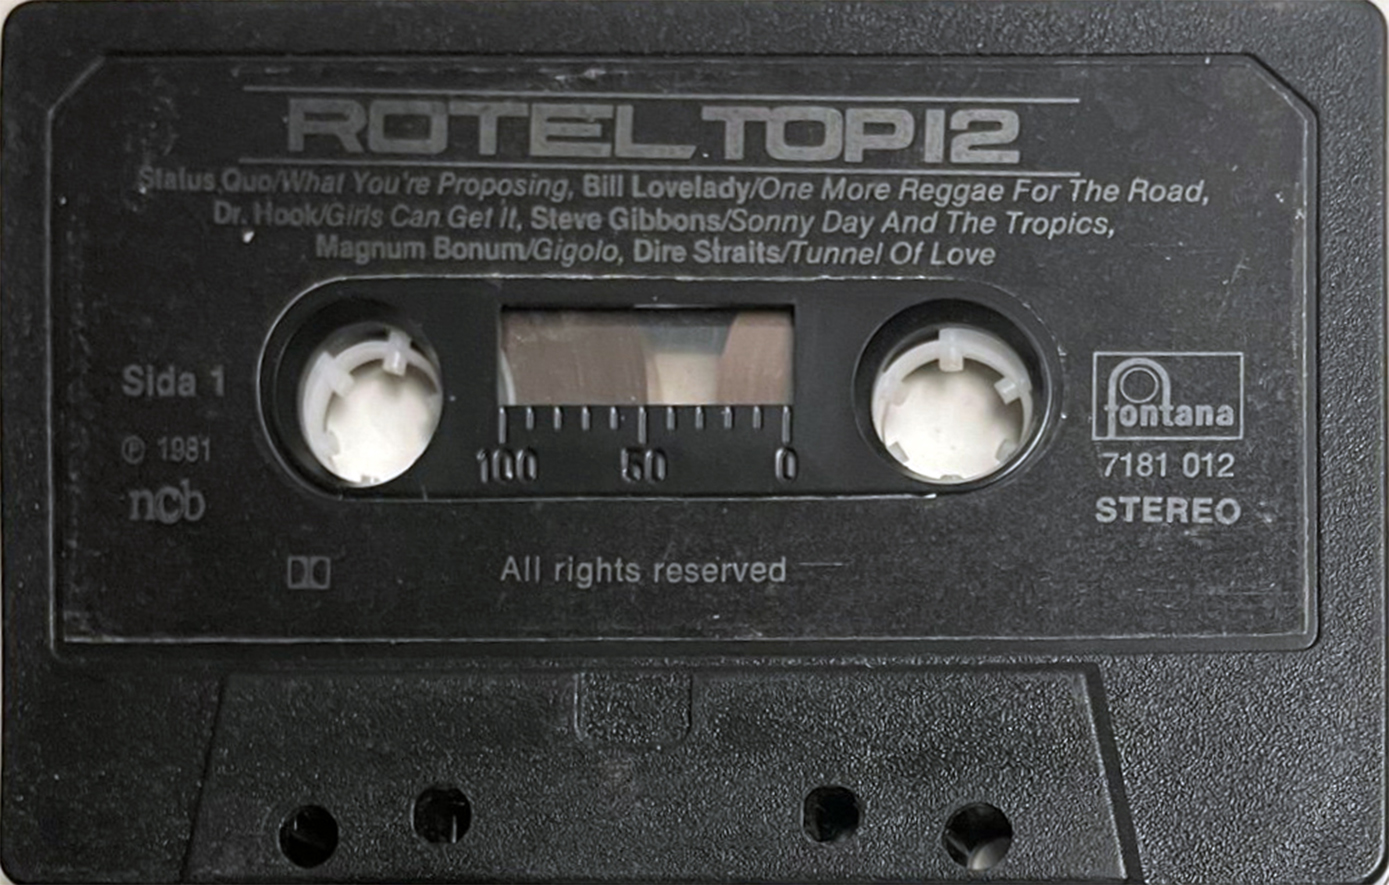 ROTEL TOP12
Status Quo/What You're Proposing, Bill Lovelady/One More Reggae For The Road,
Dr. Hook/Girls Can Get It, Steve Gibbons/Sonny Day And The Tropics,
Magnum Bonum/Gigolo, Dire Straits/Tunnel Of Love
Sida 1
℗ 1981
ncb
100 50 0
fontana
7181 012
STEREO
All rights reserved